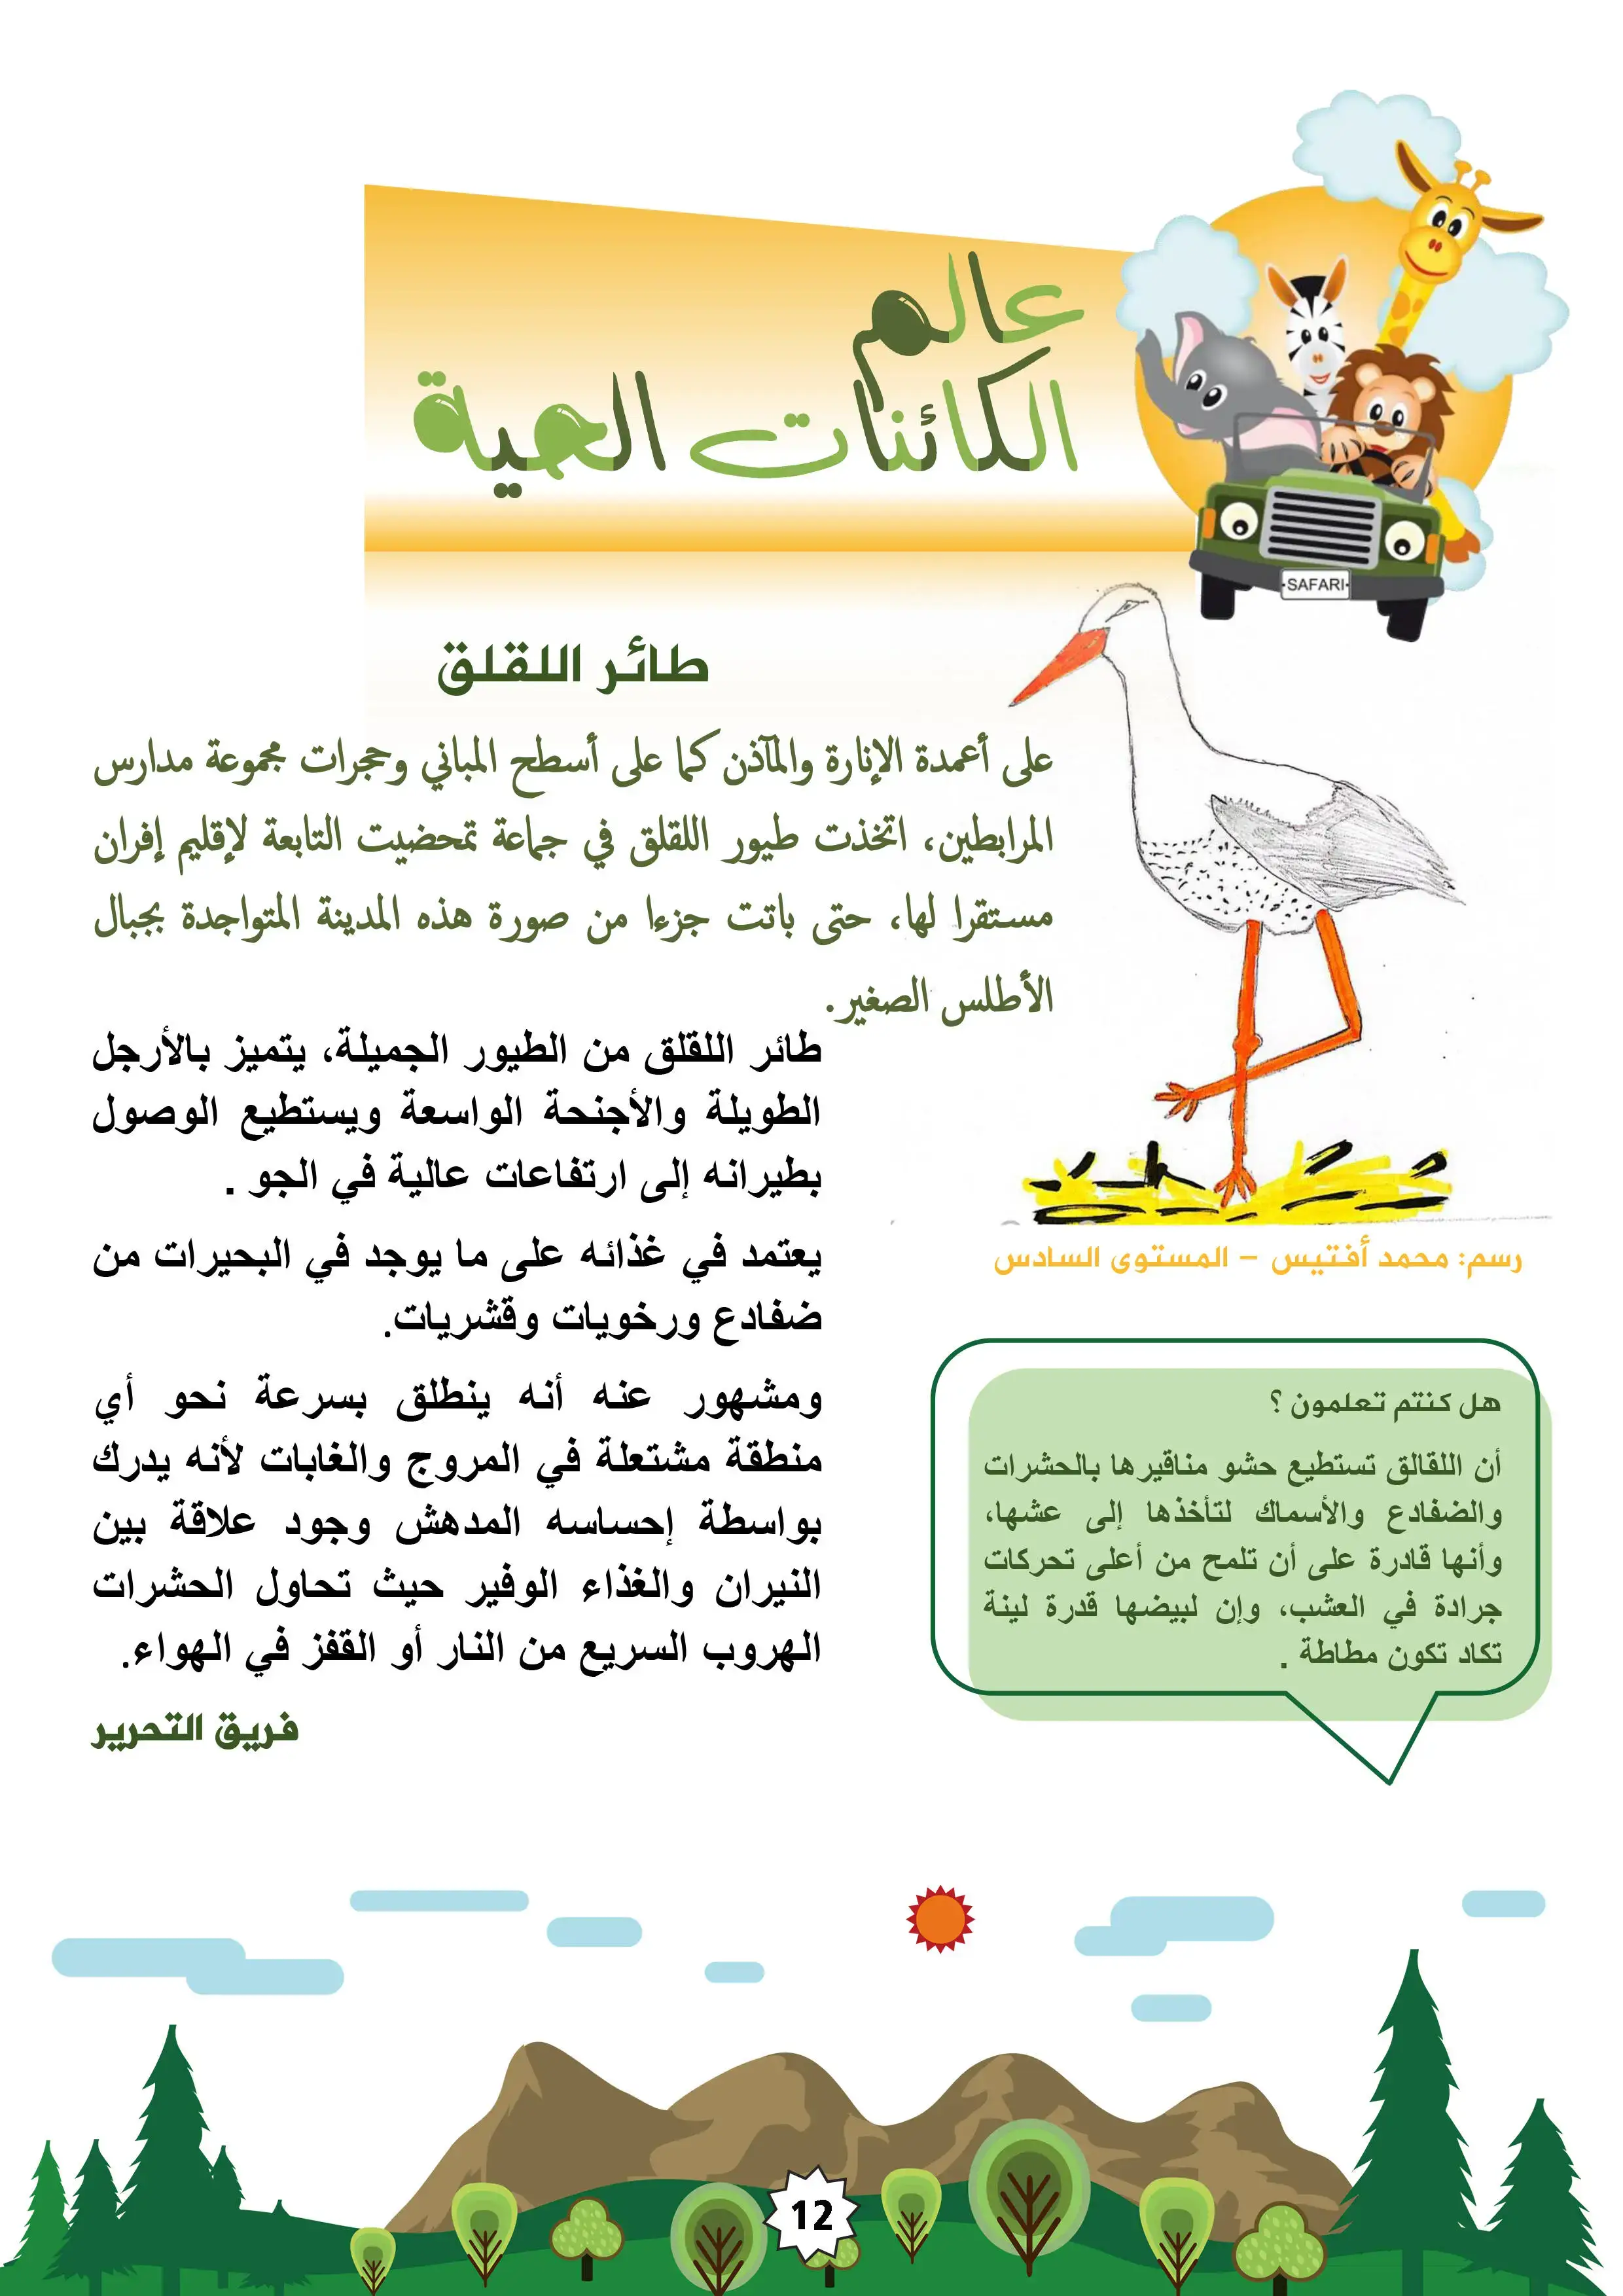 عالم
الكائنات الحية
SAFARI
طائر اللقلق
على أعمدة الإنارة والمآذن كما على أسطح المباني وحجرات مجموعة مدارس
المرابطين، اتخذت طيور اللقلق في جماعة تمحضيت التابعة لإقليم إفران
مستقرا لها، حتى باتت جزءا من صورة هذه المدينة المتواجدة بجبال
الأطلس الصغير.
طائر اللقلق من الطيور الجميلة، يتميز بالأرجل
الطويلة والأجنحة الواسعة ويستطيع الوصول
بطيرانه إلى ارتفاعات عالية في الجو .
يعتمد في غذائه على ما يوجد في البحيرات من
ضفادع ورخويات وقشريات.
ومشهور عنه أنه ينطلق بسرعة نحو أي
منطقة مشتعلة في المروج والغابات لأنه يدرك
بواسطة إحساسه المدهش وجود علاقة بين
النيران والغذاء الوفير حيث تحاول الحشرات
الهروب السريع من النار أو القفز في الهواء.
فريق التحرير
رسم: محمد أفتيس – المستوى السادس
هل كنتم تعلمون ؟
أن اللقالق تستطيع حشو مناقيرها بالحشرات
والضفادع والأسماك لتأخذها إلى عشها،
وأنها قادرة على أن تلمح من أعلى تحركات
جرادة في العشب، وإن لبيضها قدرة لينة
تكاد تكون مطاطة .
12